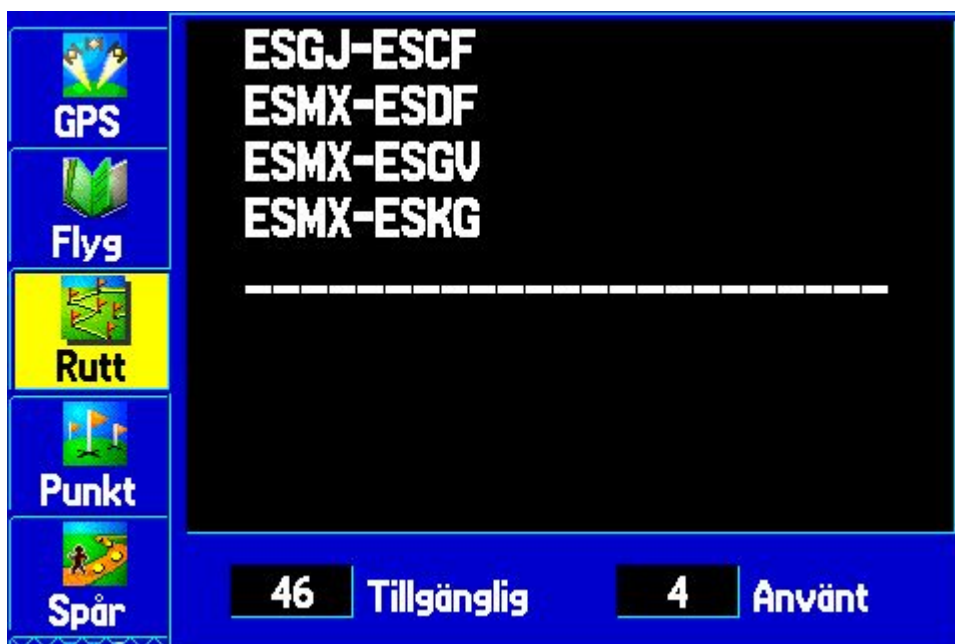 GPS
Flyg
Rutt
Punkt
Spår
ESGJ-ESCF
ESMX-ESDF
ESMX-ESGV
ESMX-ESKG
46 Tillgänglig 4 Använt